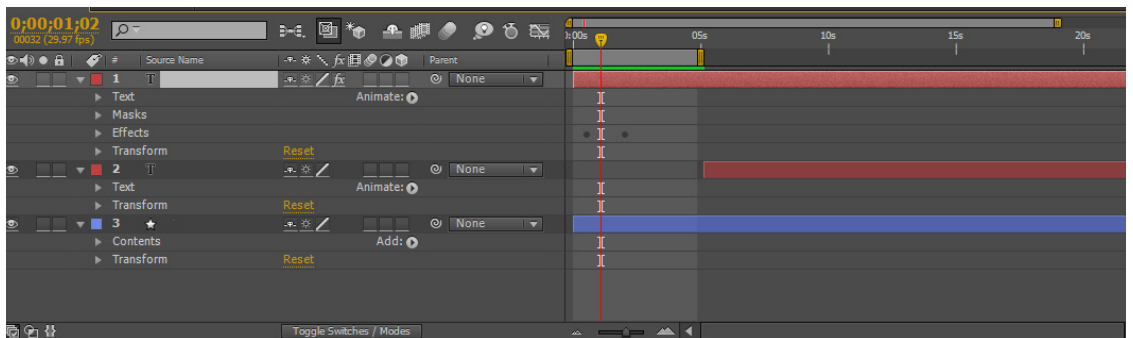 0;00;01;02
00032 (29.97 fps)
:00s 05s 10s 15s 20s
# Source Name fx Parent
1 T fx None
Text Animate:
Masks
Effects
Transform Reset
2 T None
Text Animate:
Transform Reset
3 None
Contents Add:
Transform Reset
Toggle Switches / Modes